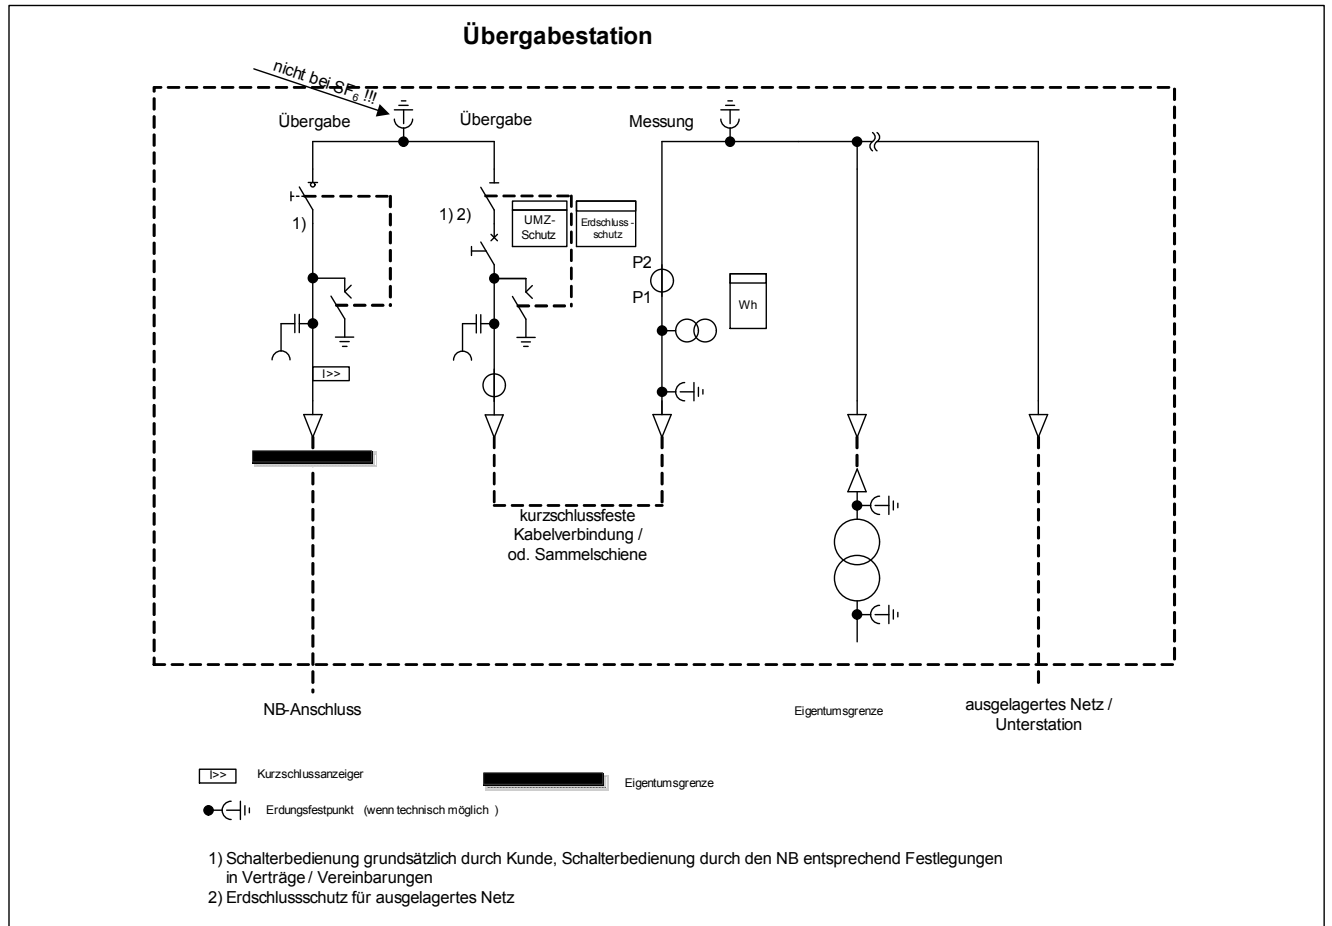 Übergabestation
nicht bei SF6 !!!
Übergabe
Übergabe
Messung
1)
1) 2)
UMZ-
Schutz
Erdschluss -
schutz
P2
P1
Wh
I>>
kurzschlussfeste
Kabelverbindung /
od. Sammelschiene
NB-Anschluss
Eigentumsgrenze
ausgelagertes Netz /
Unterstation
I>> Kurzschlussanzeiger
Eigentumsgrenze
Erdungsfestpunkt (wenn technisch möglich )
1) Schalterbedienung grundsätzlich durch Kunde, Schalterbedienung durch den NB entsprechend Festlegungen
in Verträge / Vereinbarungen
2) Erdschlussschutz für ausgelagertes Netz